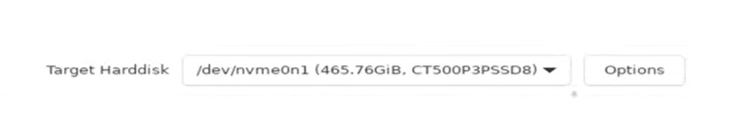 Target Harddisk /dev/nvme0n1 (465.76GiB, CT500P3PSSD8) Options